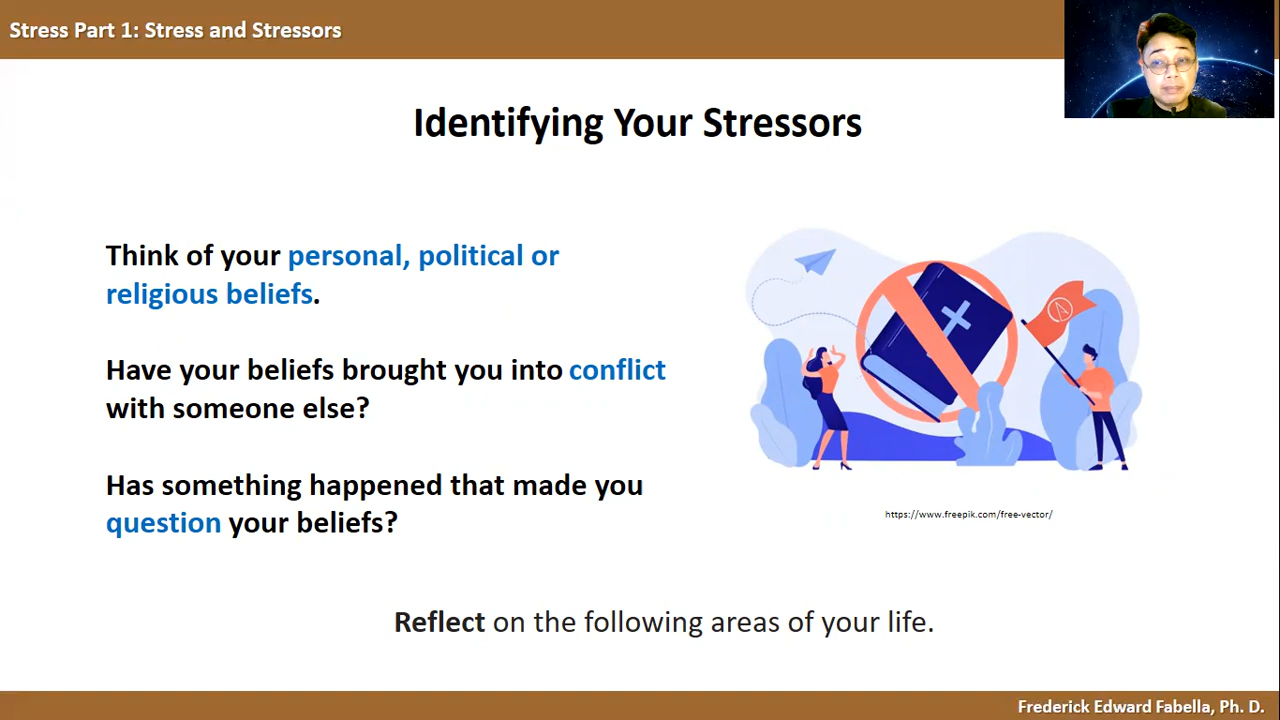 Stress Part 1: Stress and Stressors
Identifying Your Stressors
Think of your personal, political or
religious beliefs.
Have your beliefs brought you into conflict
with someone else?
Has something happened that made you
question your beliefs?
A
https://www.freepik.com/free-vector/
Reflect on the following areas of your life.
Frederick Edward Fabella, Ph. D.